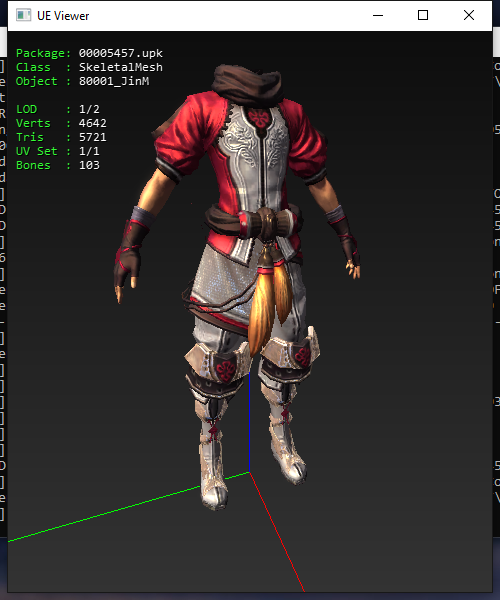 UE Viewer
Package: 00005457.upk
Class : SkeletalMesh
Object : 80001_JinM
LOD : 1/2
Verts : 4642
Tris : 5721
UV Set : 1/1
Bones : 103